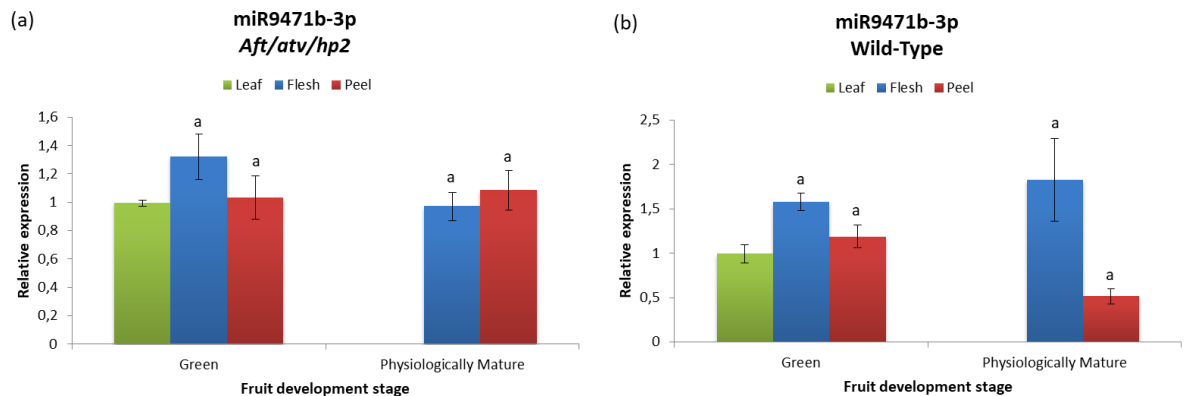 (a)
miR9471b-3p
Aft/atv/hp2
Leaf Flesh Peel
1,6
1,4
1,2
1
0,8
0,6
0,4
0,2
0
Relative expression
a
a
a
a
Green
Physiologically Mature
Fruit development stage
(b)
miR9471b-3p
Wild-Type
Leaf Flesh Peel
2,5
2
1,5
1
0,5
0
Relative expression
a
a
a
a
Green
Physiologically Mature
Fruit development stage